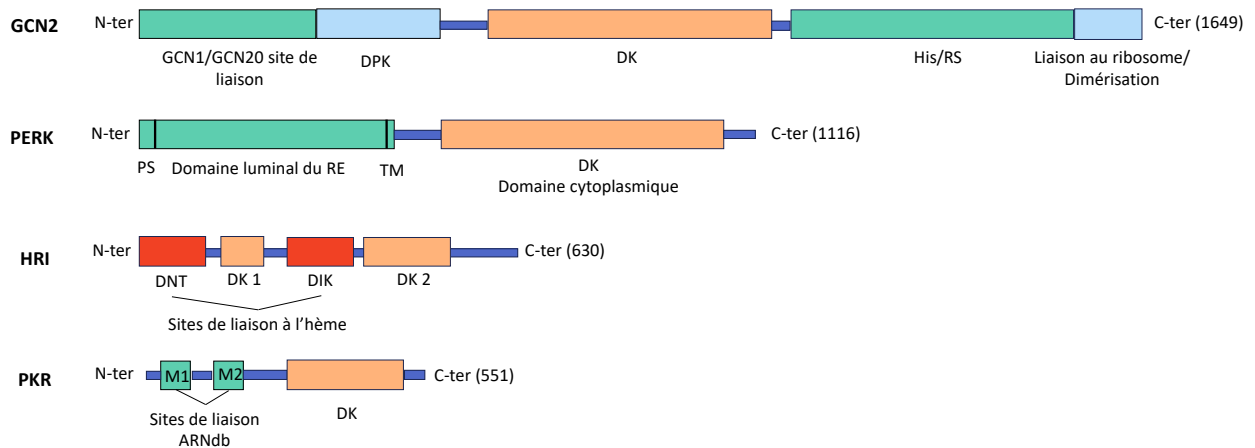 GCN2
N-ter
C-ter (1649)
GCN1/GCN20 site de
liaison
DPK
DK
His/RS
Liaison au ribosome/
Dimérisation
PERK
N-ter
C-ter (1116)
PS
Domaine luminal du RE
TM
DK
Domaine cytoplasmique
HRI
N-ter
C-ter (630)
DNT
DK 1
DIK
DK 2
Sites de liaison à l’hème
PKR
N-ter
M1
M2
C-ter (551)
Sites de liaison
ARNdb
DK